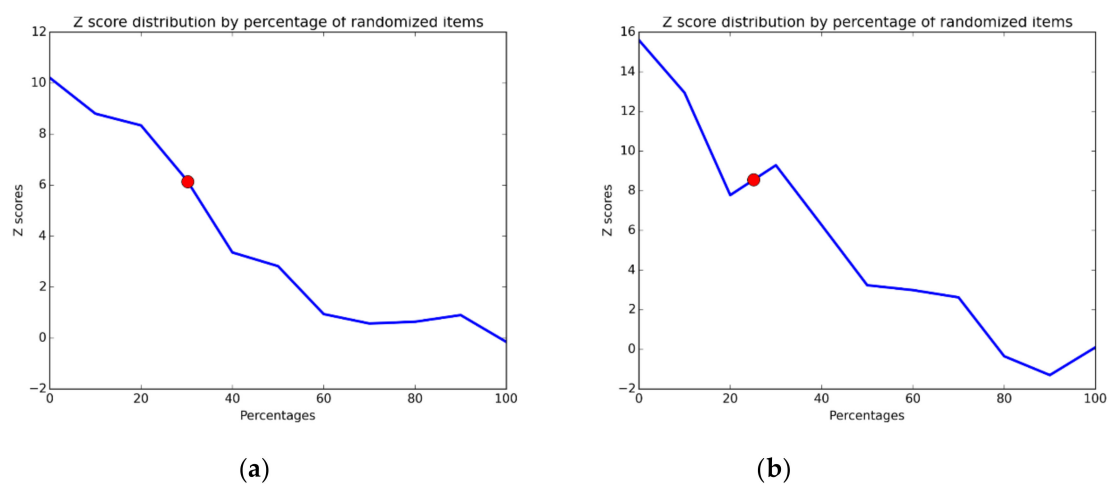 Z score distribution by percentage of randomized items
12
10
8
6
4
2
0
−2
Z scores
0 20 40 60 80 100
Percentages
(a)
Z score distribution by percentage of randomized items
16
14
12
10
8
6
4
2
0
−2
Z scores
0 20 40 60 80 100
Percentages
(b)